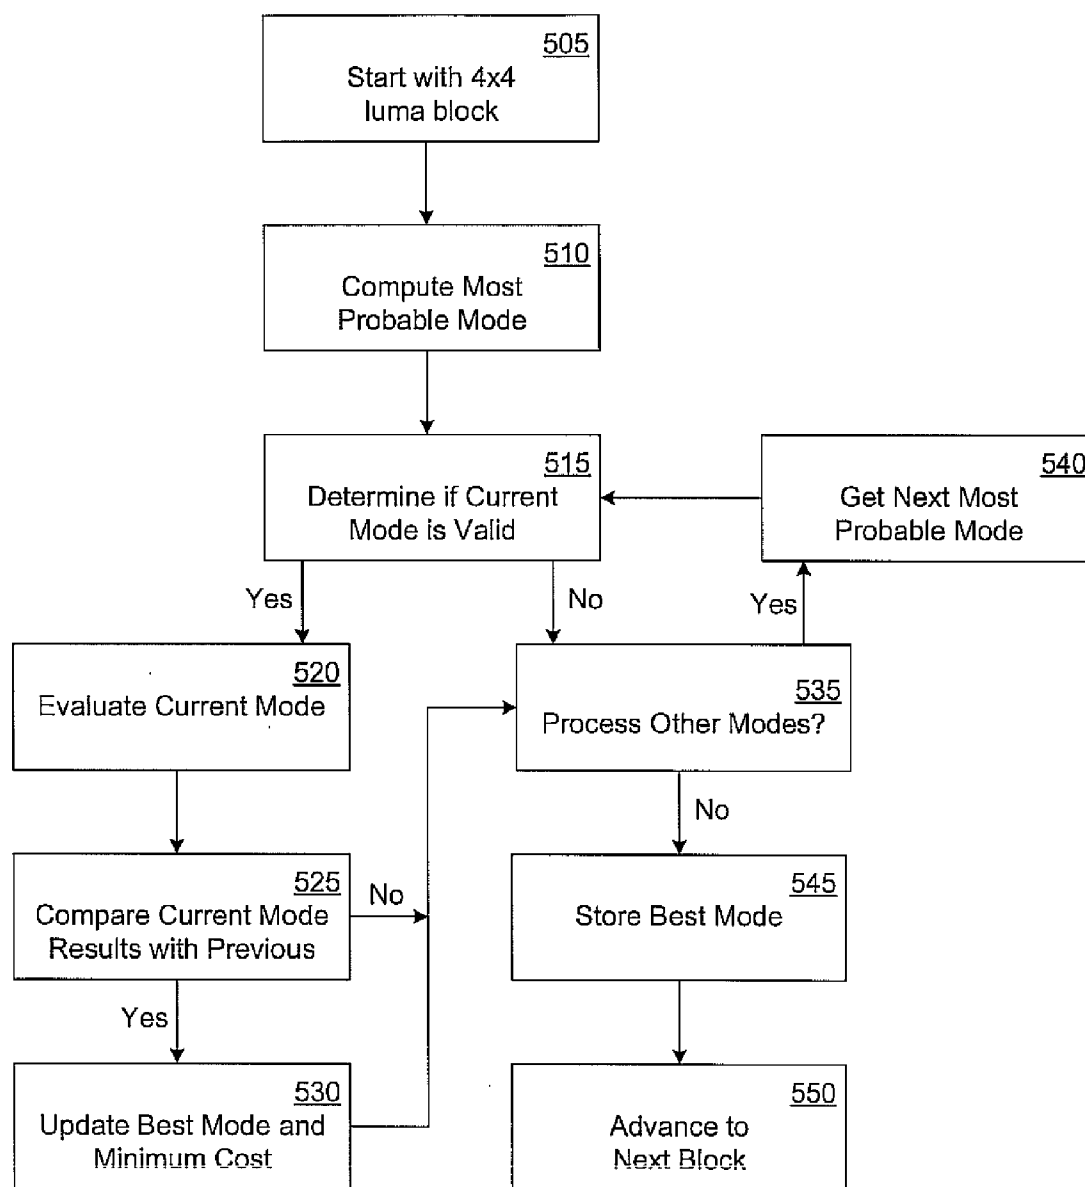 505
Start with 4x4
luma block
510
Compute Most
Probable Mode
515
Determine if Current
Mode is Valid
540
Get Next Most
Probable Mode
Yes
No
Yes
520
Evaluate Current Mode
535
Process Other Modes?
No
525
Compare Current Mode
Results with Previous
No
545
Store Best Mode
Yes
530
Update Best Mode and
Minimum Cost
550
Advance to
Next Block